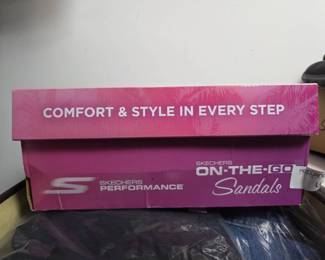 COMFORT & STYLE IN EVERY STEP
SKECHERS
PERFORMANCE
SKECHERS
ON-THE-GO
Sandals